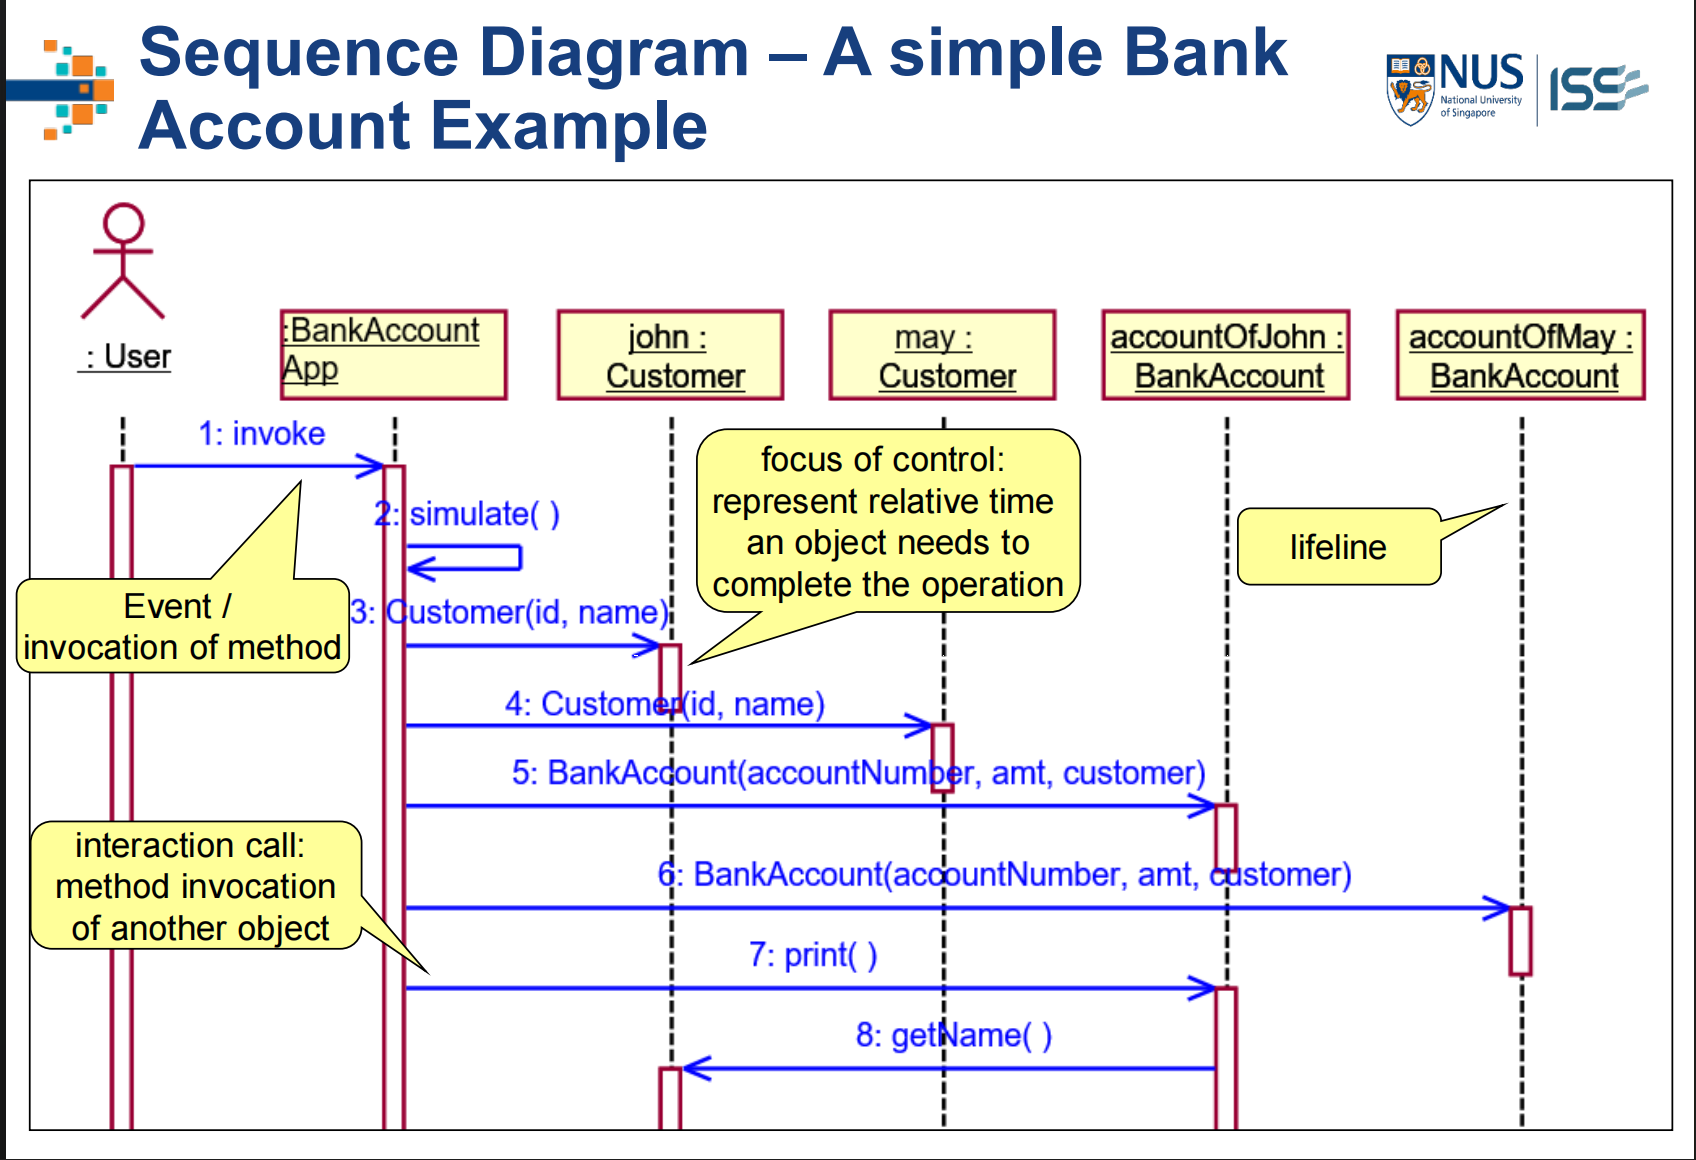 Sequence Diagram – A simple Bank
Account Example
NUS
National University
of Singapore
ISS
: User
:BankAccount
App
john :
Customer
may :
Customer
accountOfJohn :
BankAccount
accountOfMay :
BankAccount
1: invoke
focus of control:
represent relative time
an object needs to
complete the operation
2: simulate( )
lifeline
Event /
invocation of method
3: Customer(id, name)
4: Customer(id, name)
5: BankAccount(accountNumber, amt, customer)
interaction call:
method invocation
of another object
6: BankAccount(accountNumber, amt, customer)
7: print( )
8: getName( )